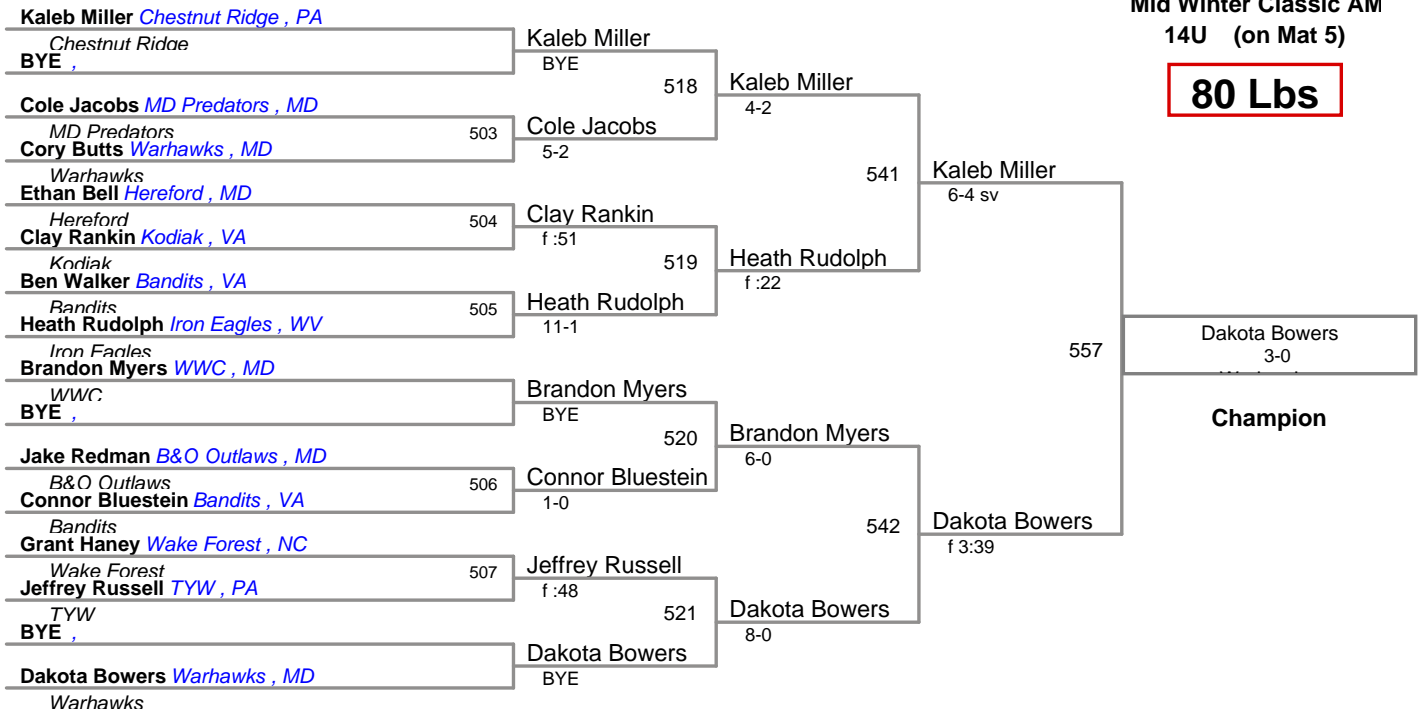 Mid Winter Classic AM
14U (on Mat 5)
80 Lbs
Kaleb Miller Chestnut Ridge , PA
Chestnut Ridge
BYE ,
Cole Jacobs MD Predators , MD
MD Predators
Cory Butts Warhawks , MD
Warhawks
Ethan Bell Hereford , MD
Hereford
Clay Rankin Kodiak , VA
Kodiak
Ben Walker Bandits , VA
Bandits
Heath Rudolph Iron Eagles , WV
Iron Eagles
Brandon Myers WWC , MD
WWC
BYE ,
Jake Redman B&O Outlaws , MD
B&O Outlaws
Connor Bluestein Bandits , VA
Bandits
Grant Haney Wake Forest , NC
Wake Forest
Jeffrey Russell TYW , PA
TYW
BYE ,
Dakota Bowers Warhawks , MD
Warhawks
503
504
505
506
507
Kaleb Miller
BYE
Cole Jacobs
5-2
Clay Rankin
f :51
Heath Rudolph
11-1
Brandon Myers
BYE
Connor Bluestein
1-0
Jeffrey Russell
f :48
Dakota Bowers
BYE
518
519
520
521
Kaleb Miller
4-2
Heath Rudolph
f :22
Brandon Myers
6-0
Dakota Bowers
8-0
541
542
Kaleb Miller
6-4 sv
Dakota Bowers
f 3:39
557
Dakota Bowers
3-0
Champion